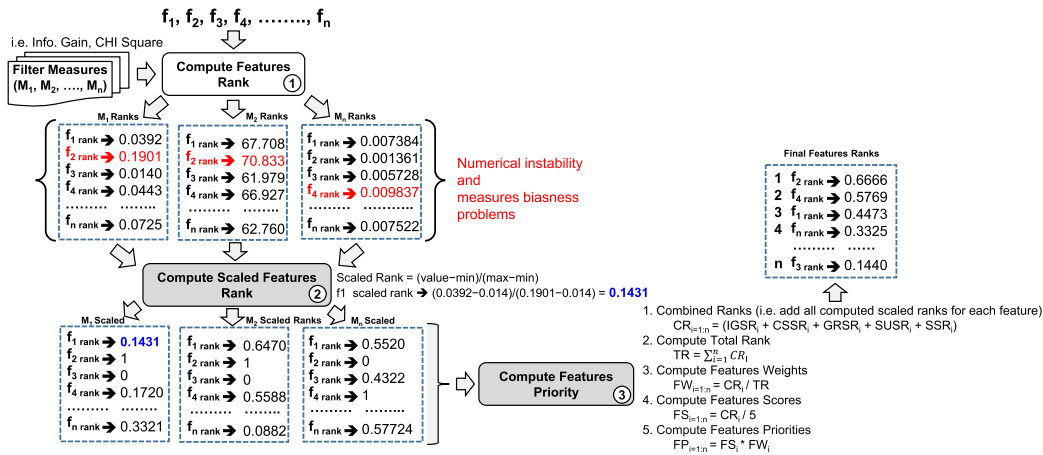 f1, f2, f3, f4, …….., fn
i.e. Info. Gain, CHI Square
Filter Measures
(M1, M2, …., Mn)
Compute Features
Rank
1
M1 Ranks
f1 rank ➔ 0.0392
f2 rank ➔ 0.1901
f3 rank ➔ 0.0140
f4 rank ➔ 0.0443
......... ........
fn rank ➔ 0.0725
M2 Ranks
f1 rank ➔ 67.708
f2 rank ➔ 70.833
f3 rank ➔ 61.979
f4 rank ➔ 66.927
......... ........
fn rank ➔ 62.760
Mn Ranks
f1 rank ➔ 0.007384
f2 rank ➔ 0.001361
f3 rank ➔ 0.005728
f4 rank ➔ 0.009837
......... ........
fn rank ➔ 0.007522
Numerical instability
and
measures biasness
problems
Compute Scaled Features
Rank
2
Scaled Rank = (value−min)/(max−min)
f1 scaled rank ➔ (0.0392−0.014)/(0.1901−0.014) = 0.1431
M1 Scaled
f1 rank ➔ 0.1431
f2 rank ➔ 1
f3 rank ➔ 0
f4 rank ➔ 0.1720
......... ........
fn rank ➔ 0.3321
M2 Scaled Ranks
f1 rank ➔ 0.6470
f2 rank ➔ 1
f3 rank ➔ 0
f4 rank ➔ 0.5588
......... ........
fn rank ➔ 0.0882
Mn Scaled
f1 rank ➔ 0.5520
f2 rank ➔ 0
f3 rank ➔ 0.4322
f4 rank ➔ 1
......... ........
fn rank ➔ 0.57724
Compute Features
Priority
3
1. Combined Ranks (i.e. add all computed scaled ranks for each feature)
CRi=1:n = (IGSRi + CSSRi + GRSRi + SUSRi + SSRi)
2. Compute Total Rank
TR = ∑ni=1 CRI
3. Compute Features Weights
FWi=1:n = CRi / TR
4. Compute Features Scores
FSi=1:n = CRi / 5
5. Compute Features Priorities
FPi=1:n = FSi * FWi
Final Features Ranks
1 f2 rank ➔ 0.6666
2 f4 rank ➔ 0.5769
3 f1 rank ➔ 0.4473
4 fn rank ➔ 0.3325
......... ......
n f3 rank ➔ 0.1440